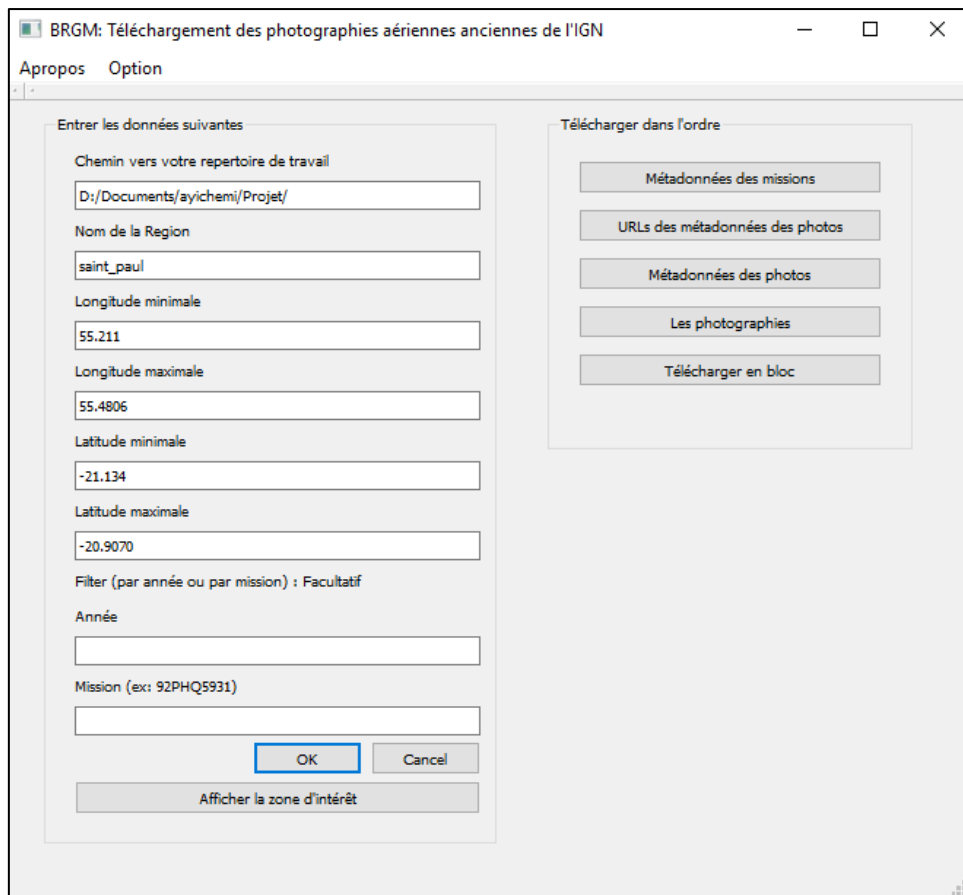 BRGM: Téléchargement des photographies aériennes anciennes de l'IGN
Apropos Option
Entrer les données suivantes
Chemin vers votre repertoire de travail
D:/Documents/ayichemi/Projet/
Nom de la Region
saint_paul
Longitude minimale
55.211
Longitude maximale
55.4806
Latitude minimale
-21.134
Latitude maximale
-20.9070
Filter (par année ou par mission) : Facultatif
Année
Mission (ex: 92PHQ5931)
OK Cancel
Afficher la zone d'intérêt
Télécharger dans l'ordre
Métadonnées des missions
URLs des métadonnées des photos
Métadonnées des photos
Les photographies
Télécharger en bloc